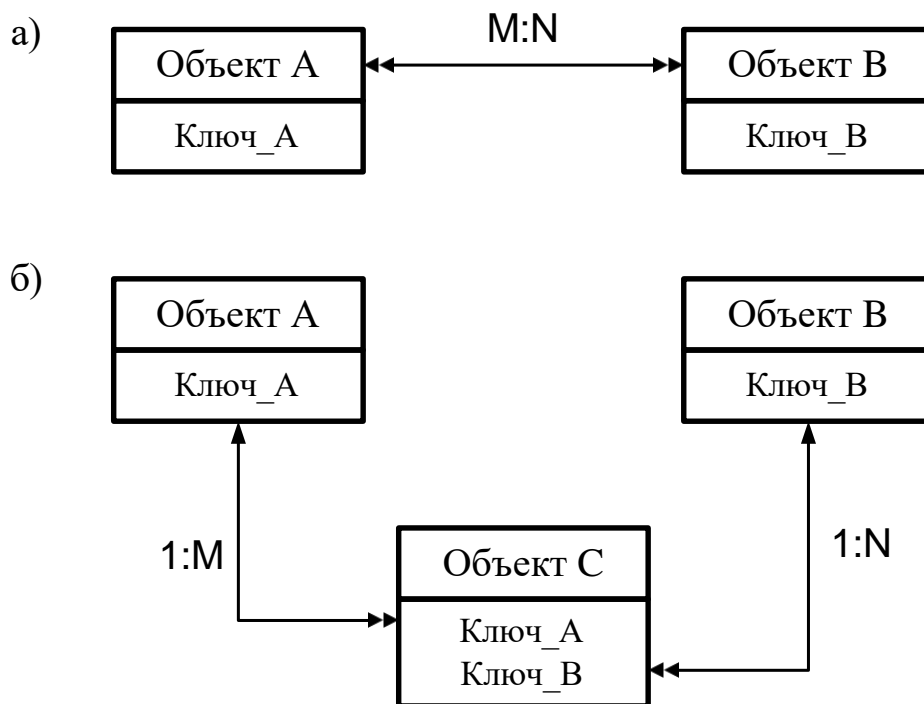 а)
M:N
Объект A
Объект B
Ключ_A
Ключ_B
б)
Объект A
Объект B
Ключ_A
Ключ_B
1:M
1:N
Объект C
Ключ_A
Ключ_B